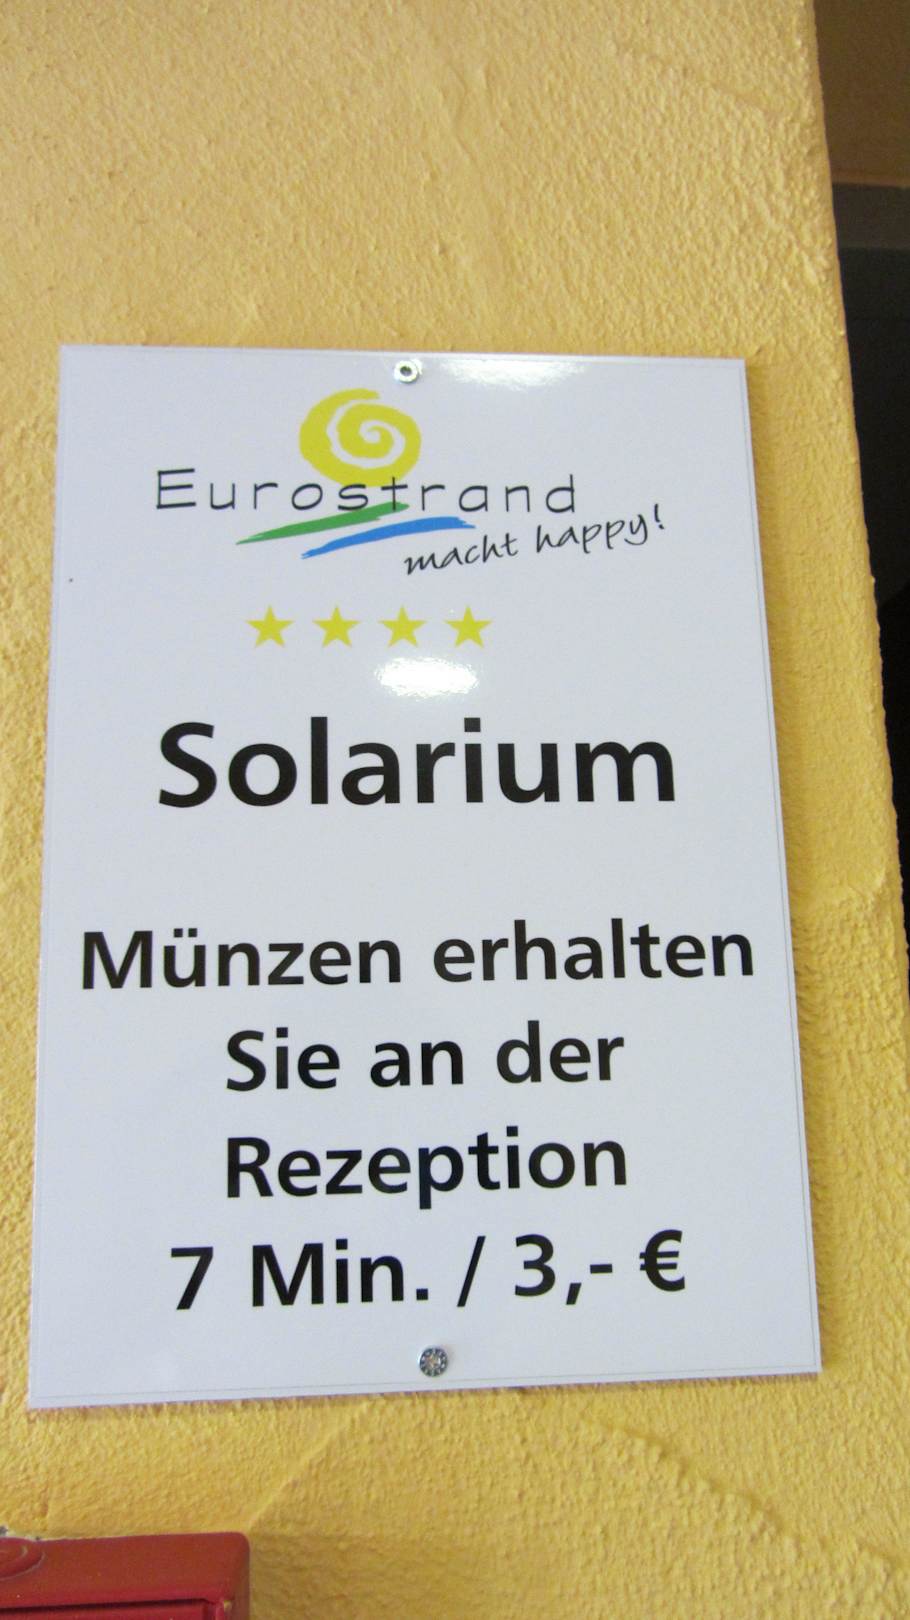 Eurostrand
macht happy!
Solarium
Münzen erhalten
Sie an der
Rezeption
7 Min. / 3,- €